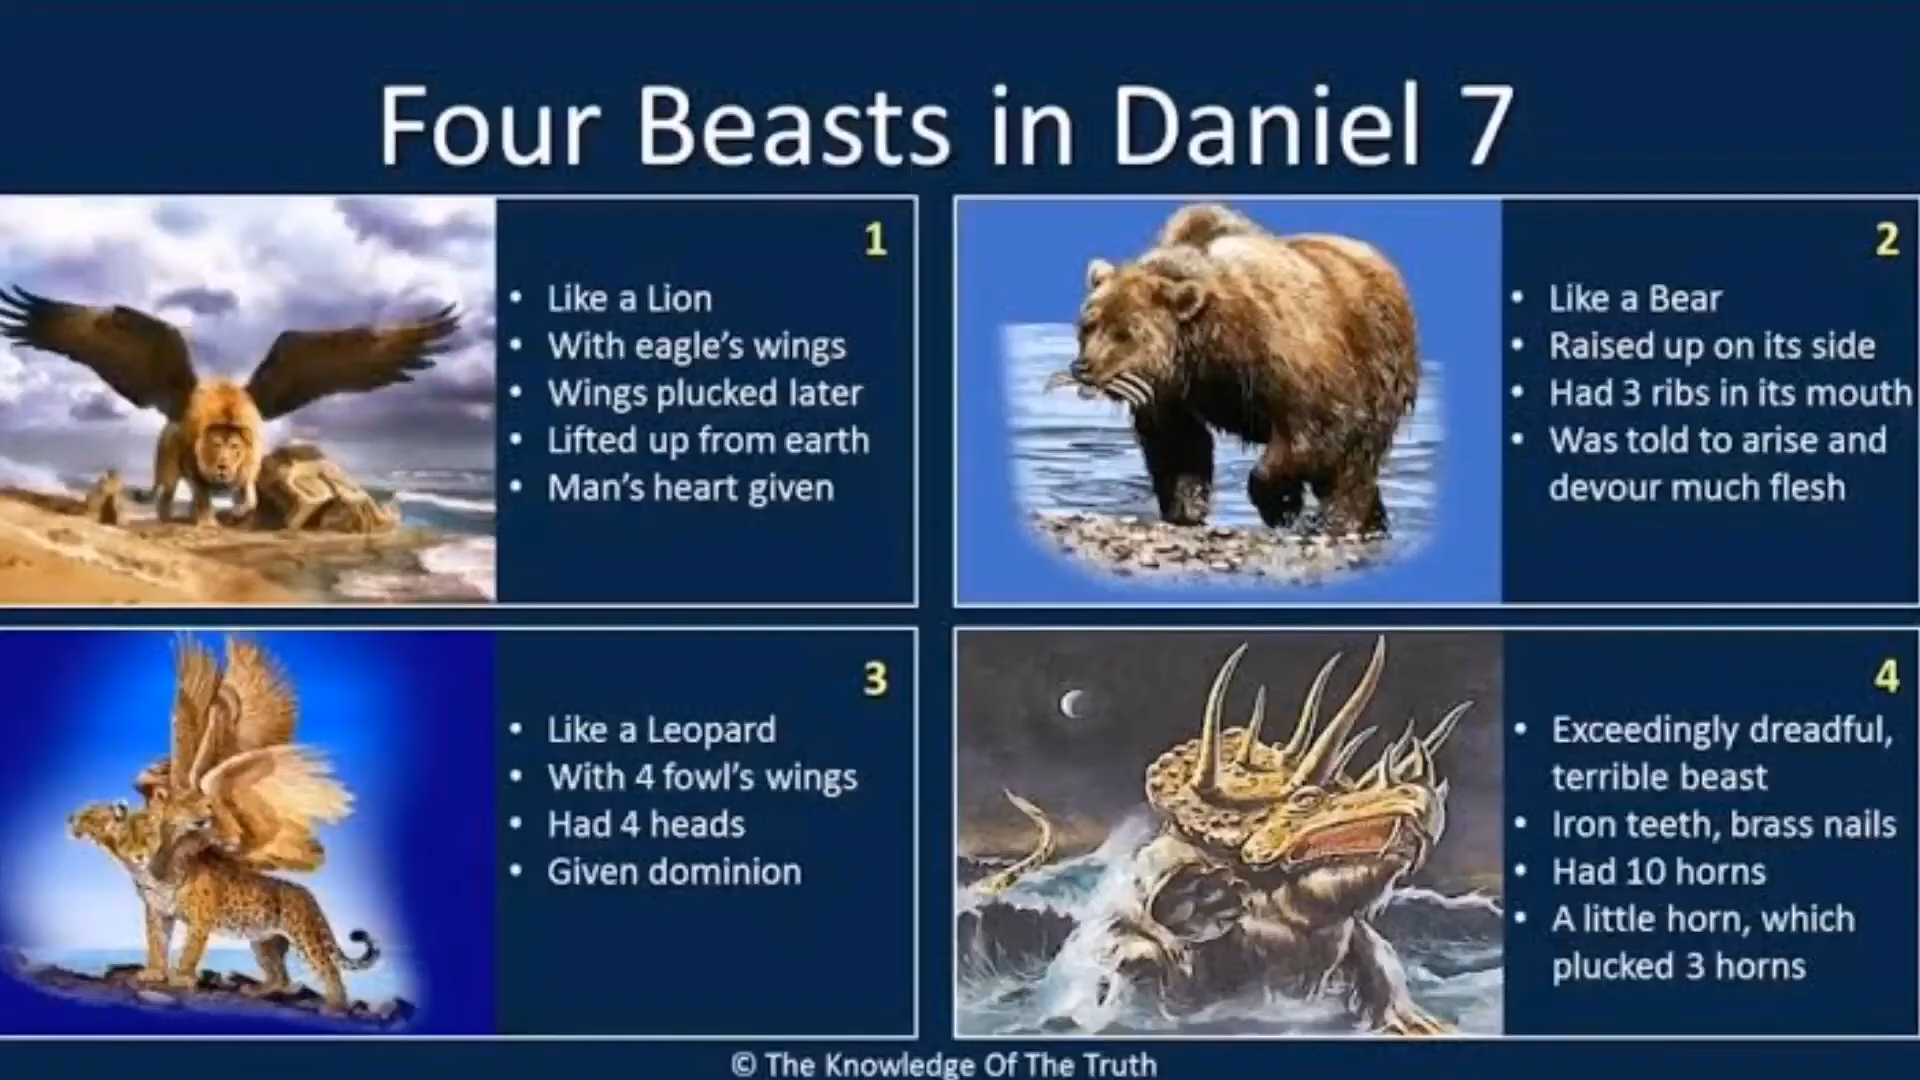 Four Beasts in Daniel 7
1
• Like a Lion
• With eagle's wings
• Wings plucked later
• Lifted up from earth
• Man's heart given
2
• Like a Bear
• Raised up on its side
• Had 3 ribs in its mouth
• Was told to arise and
devour much flesh
3
• Like a Leopard
• With 4 fowl's wings
• Had 4 heads
• Given dominion
4
• Exceedingly dreadful,
terrible beast
• Iron teeth, brass nails
• Had 10 horns
• A little horn, which
plucked 3 horns
© The Knowledge Of The Truth